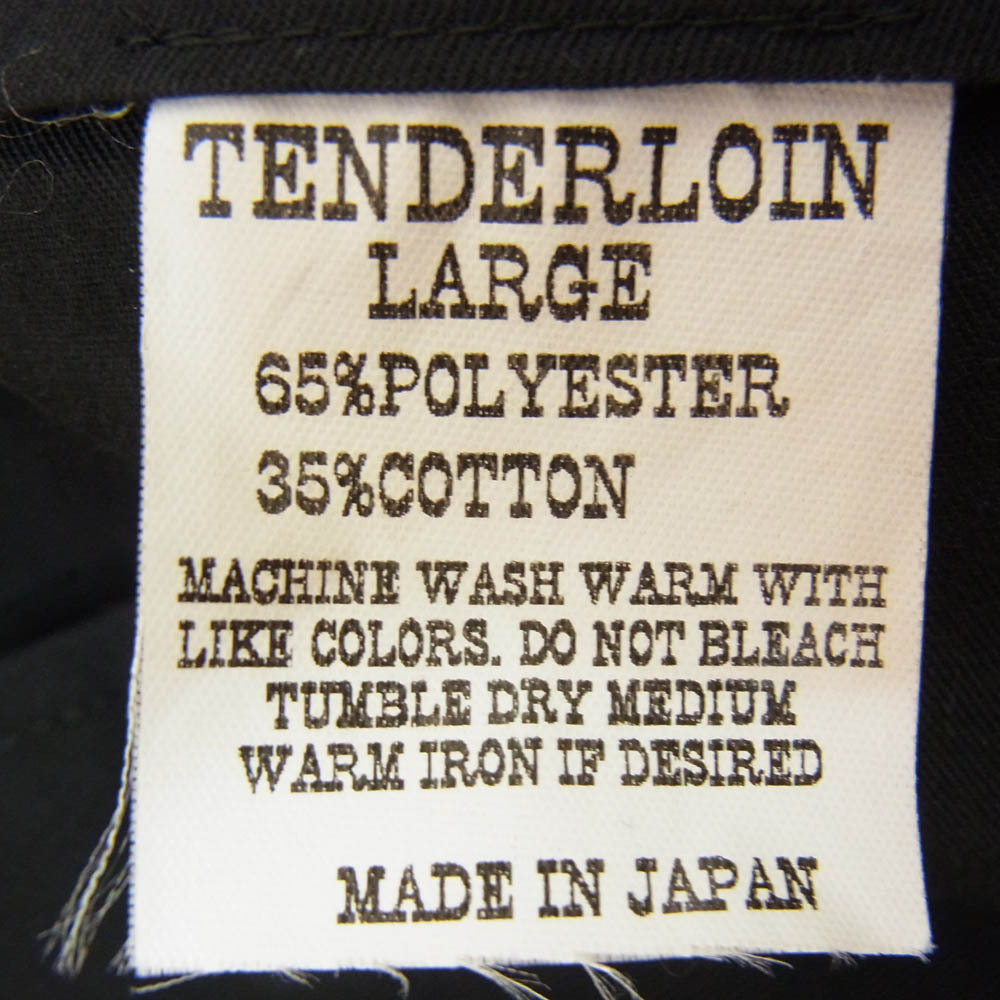 TENDERLOIN
LARGE
65%POLYESTER
35%COTTON
MACHINE WASH WARM WITH
LIKE COLORS. DO NOT BLEACH
TUMBLE DRY MEDIUM
WARM IRON IF DESIRED
MADE IN JAPAN